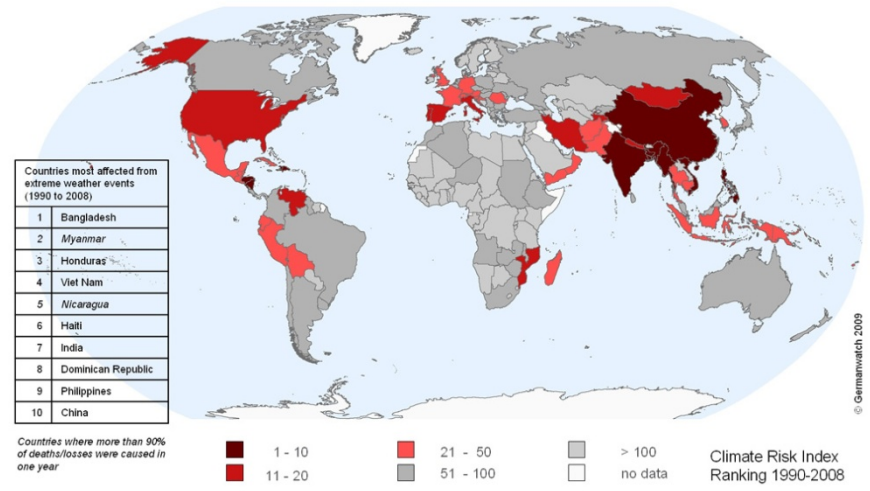 Countries most affected from
extreme weather events
(1990 to 2008)
1 Bangladesh
2 Myanmar
3 Honduras
4 Viet Nam
5 Nicaragua
6 Haiti
7 India
8 Dominican Republic
9 Philippines
10 China
Countries where more than 90%
of deaths/losses were caused in
one year
1 - 10
11 - 20
21 - 50
51 - 100
> 100
no data
Climate Risk Index
Ranking 1990-2008
© Germanwatch 2009